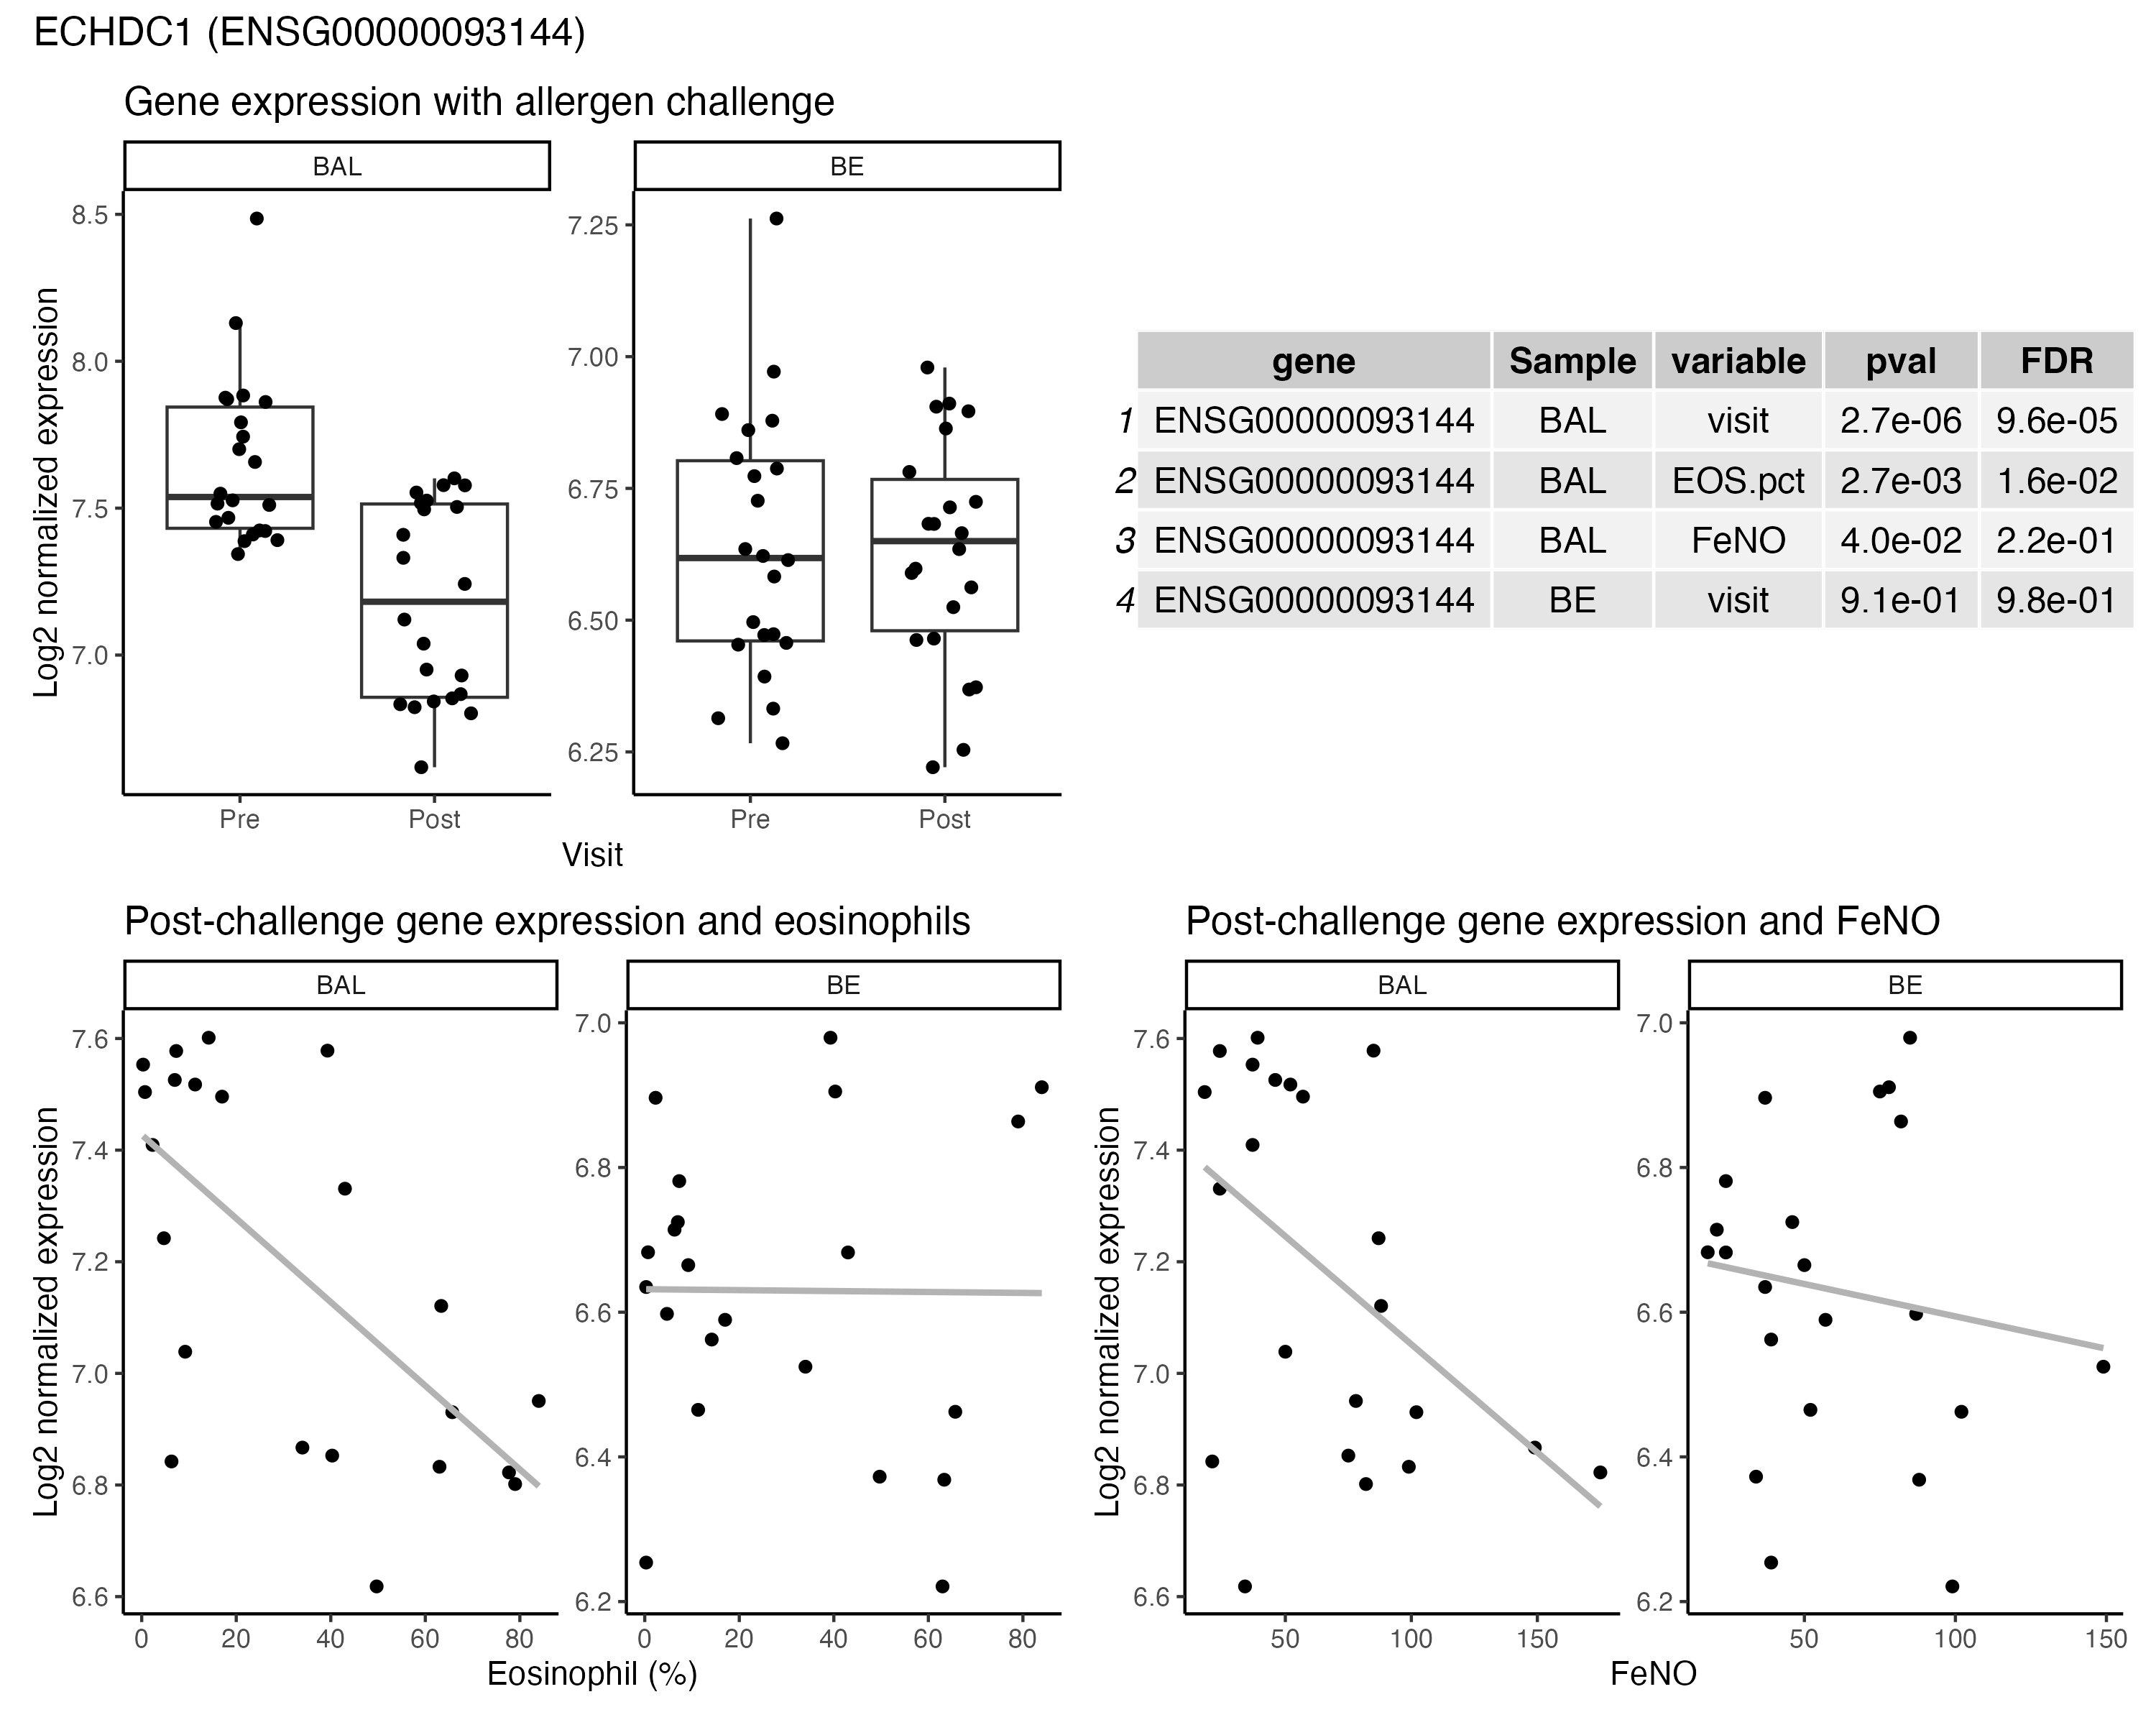 ECHDC1 (ENSG00000093144)
Gene expression with allergen challenge
BAL
BE
Log2 normalized expression
8.5
8.0
7.5
7.0
7.25
7.00
6.75
6.50
6.25
Pre
Post
Pre
Post
Visit
gene Sample variable pval FDR
1 ENSG00000093144 BAL visit 2.7e-06 9.6e-05
2 ENSG00000093144 BAL EOS.pct 2.7e-03 1.6e-02
3 ENSG00000093144 BAL FeNO 4.0e-02 2.2e-01
4 ENSG00000093144 BE visit 9.1e-01 9.8e-01
Post-challenge gene expression and eosinophils
BAL
BE
Log2 normalized expression
7.6
7.4
7.2
7.0
6.8
6.6
7.0
6.8
6.6
6.4
6.2
0 20 40 60 80
0 20 40 60 80
Eosinophil (%)
Post-challenge gene expression and FeNO
BAL
BE
Log2 normalized expression
7.6
7.4
7.2
7.0
6.8
6.6
7.0
6.8
6.6
6.4
6.2
50 100 150
50 100 150
FeNO